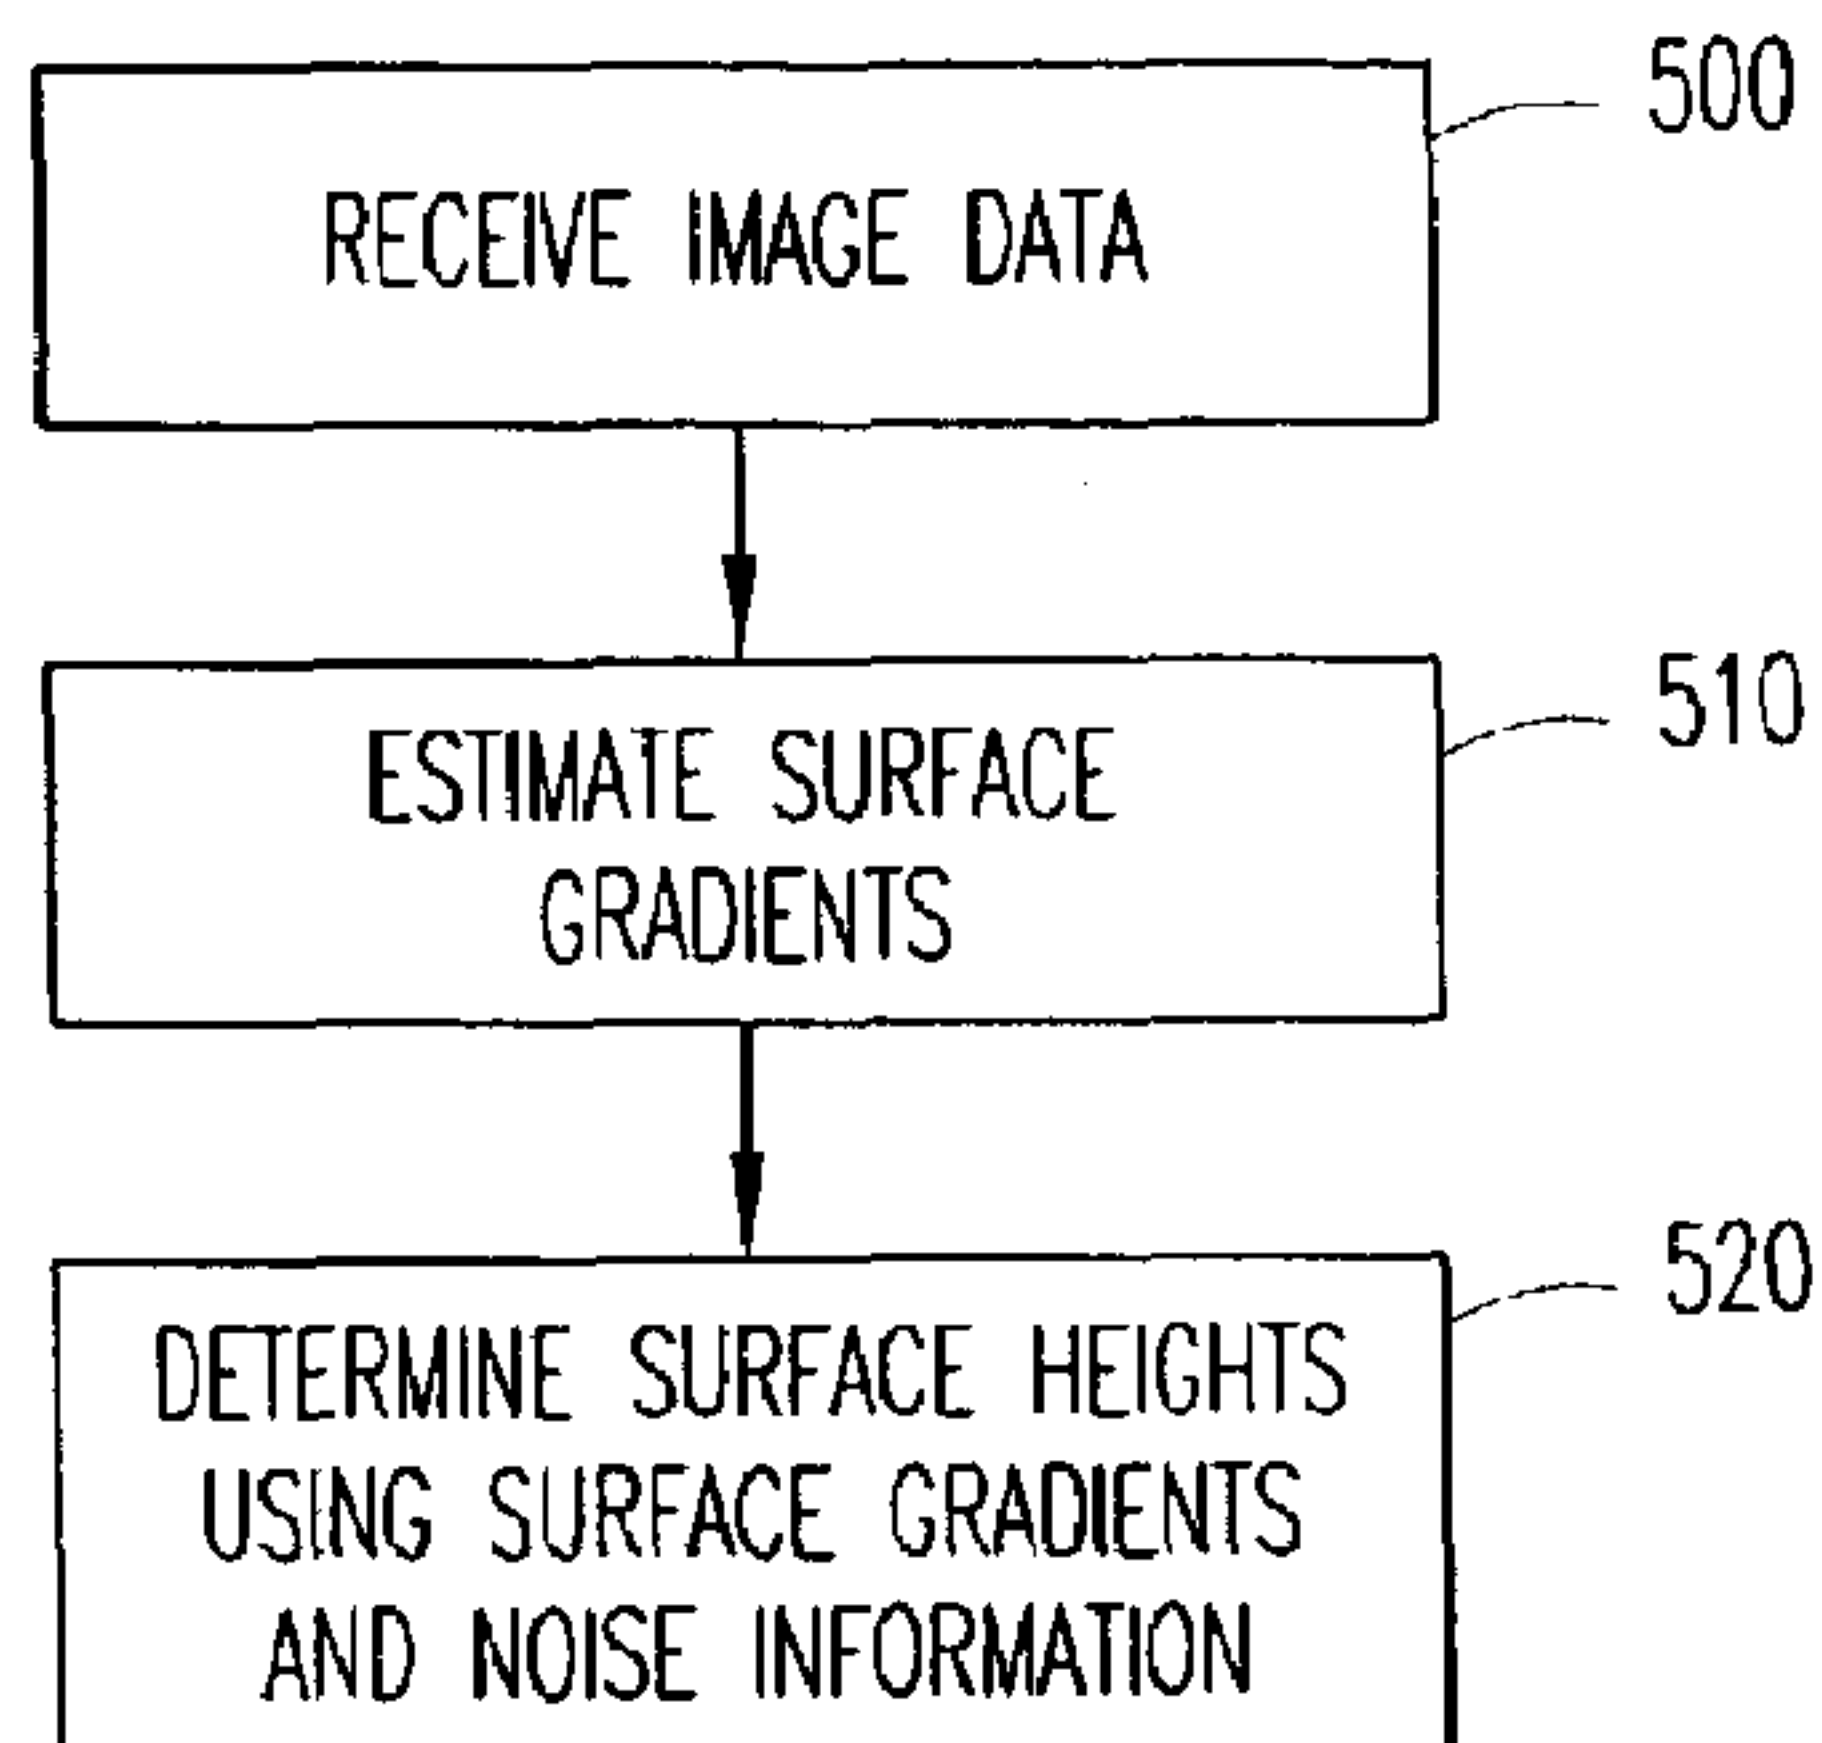 500
RECEIVE IMAGE DATA
510
ESTIMATE SURFACE
GRADIENTS
520
DETERMINE SURFACE HEIGHTS
USING SURFACE GRADIENTS
AND NOISE INFORMATION